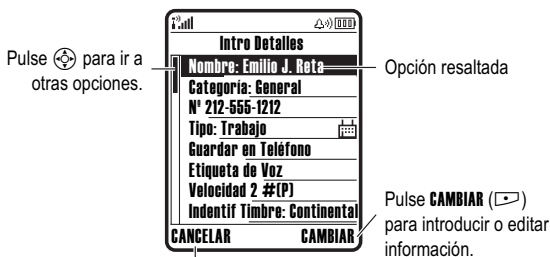 Intro Detalles
Pulse para ir a
otras opciones.
Nombre: Emilio J. Reta
Opción resaltada
Categoría: General
Nº 212-555-1212
Tipo: Trabajo
Guardar en Teléfono
Etiqueta de Voz
Velocidad 2 #(P)
Indentif Timbre: Continental
CANCELAR
CAMBIAR
Pulse CAMBIAR ( )
para introducir o editar
información.